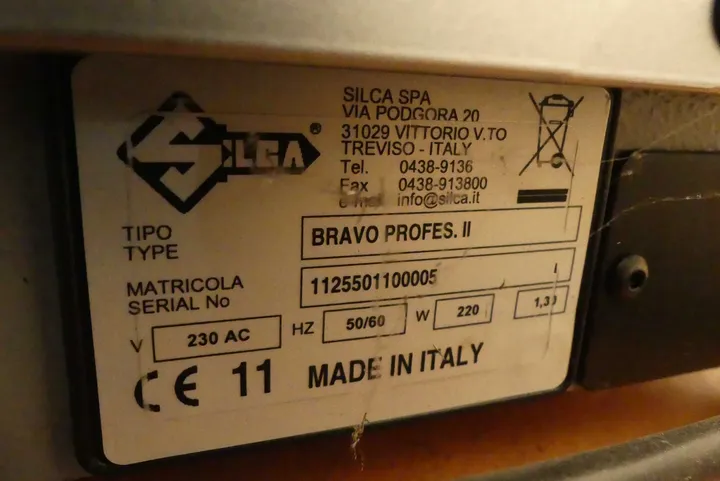 SILCA®
SILCA SPA
VIA PODGORA 20
31029 VITTORIO V.TO
TREVISO - ITALY
Tel. 0438-9136
Fax 0438-913800
info@silca.it
TIPO
TYPE
BRAVO PROFES. II
MATRICOLA
SERIAL No
1125501100005 I
V 230 AC HZ 50/60 W 220
CE 11 MADE IN ITALY